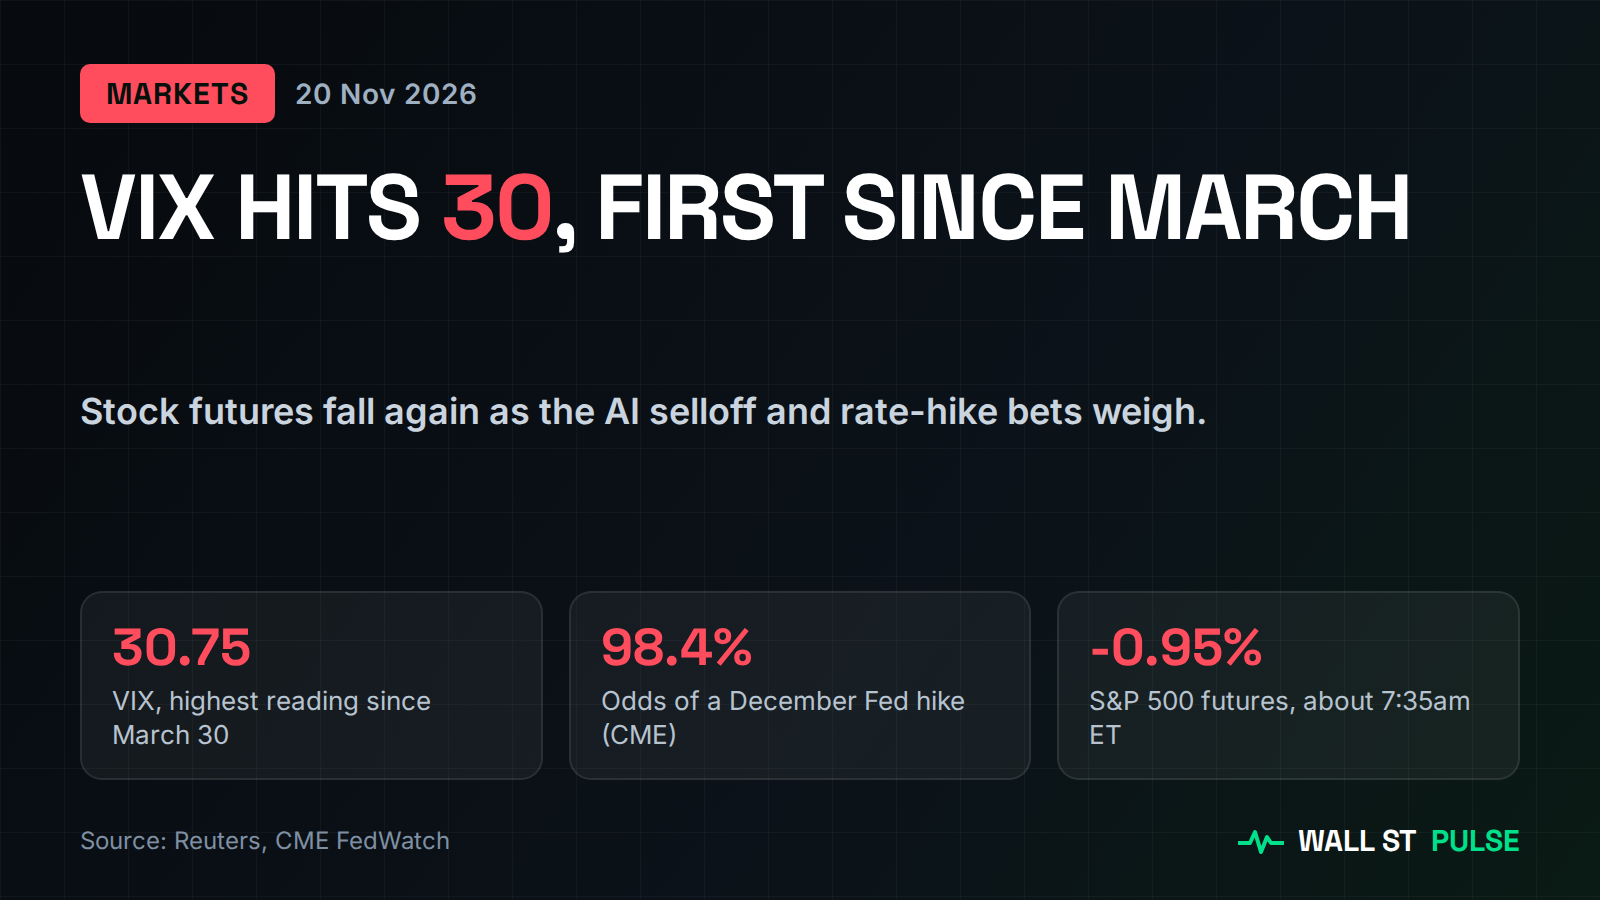 MARKETS 20 Nov 2026
VIX HITS 30, FIRST SINCE MARCH
Stock futures fall again as the AI selloff and rate-hike bets weigh.
30.75
VIX, highest reading since
March 30
98.4%
Odds of a December Fed hike
(CME)
-0.95%
S&P 500 futures, about 7:35am
ET
Source: Reuters, CME FedWatch
WALL ST PULSE